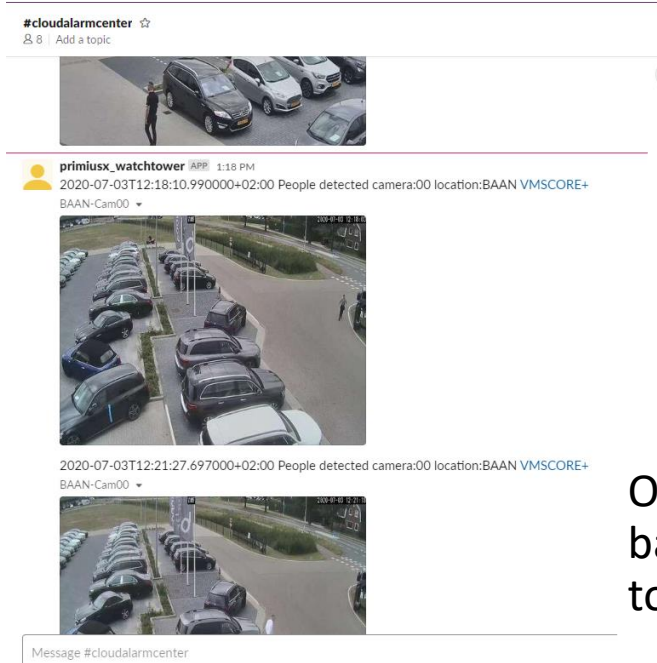 #cloudalarmcenter
8 | Add a topic
primiusx_watchtower APP 1:18 PM
2020-07-03T12:18:10.990000+02:00 People detected camera:00 location:BAAN VMSCORE+
BAAN-Cam00
2020-07-03T12:21:27.697000+02:00 People detected camera:00 location:BAAN VMSCORE+
BAAN-Cam00
Message #cloudalarmcenter